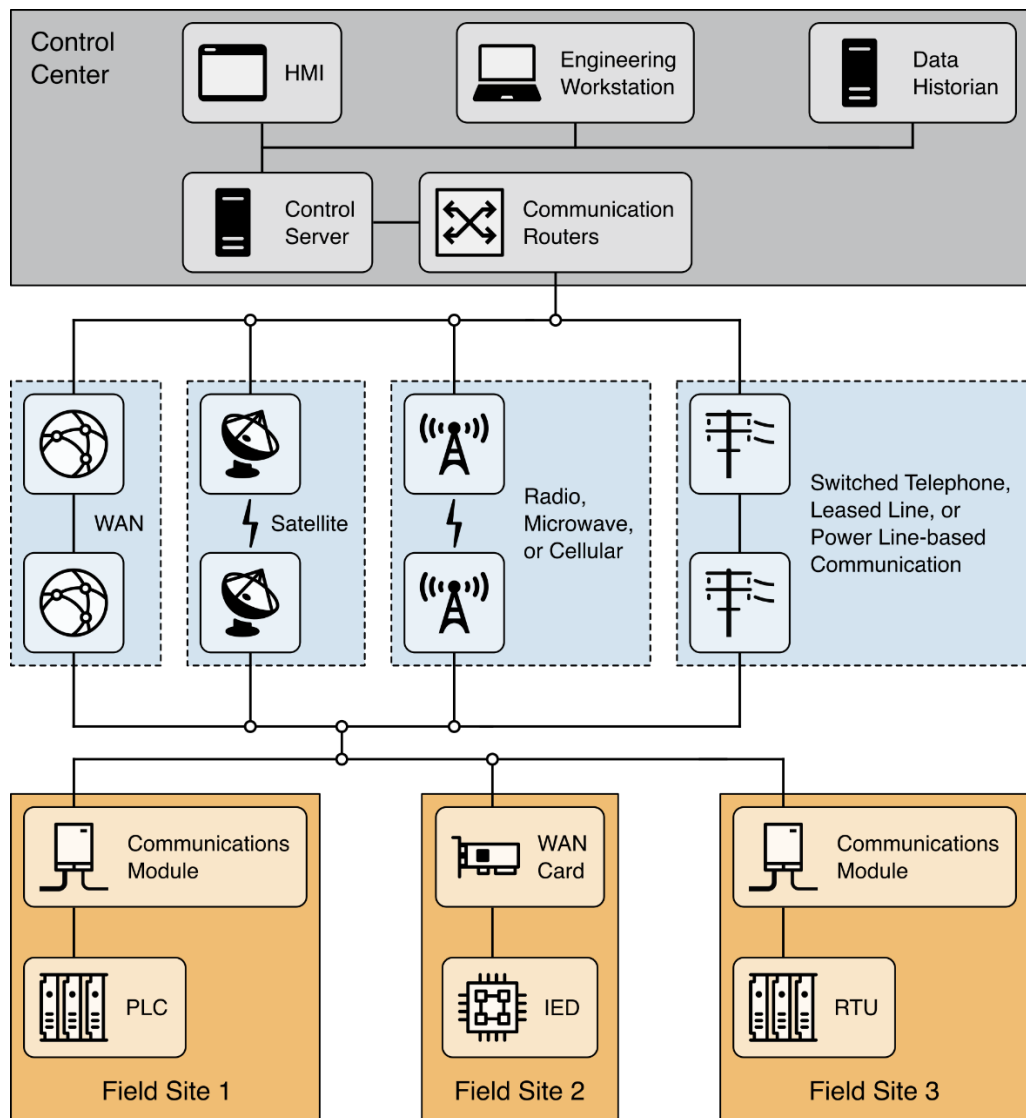 Control
Center
HMI
Engineering
Workstation
Data
Historian
Control
Server
Communication
Routers
WAN
Satellite
Radio,
Microwave,
or Cellular
Switched Telephone,
Leased Line, or
Power Line-based
Communication
Communications
Module
WAN
Card
Communications
Module
PLC
IED
RTU
Field Site 1
Field Site 2
Field Site 3